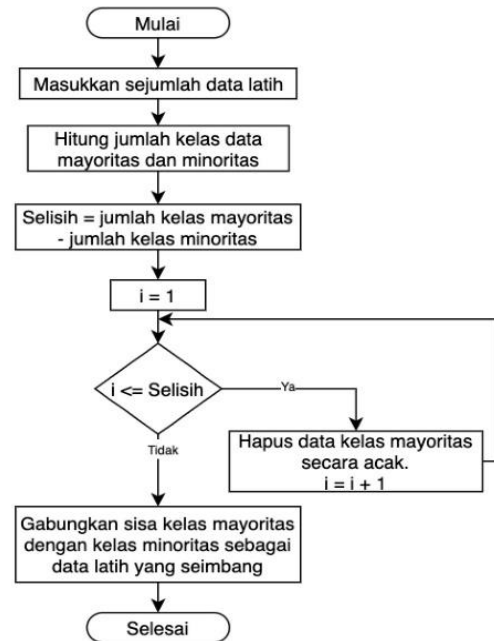 Mulai
Masukkan sejumlah data latih
Hitung jumlah kelas data
mayoritas dan minoritas
Selisih = jumlah kelas mayoritas
- jumlah kelas minoritas
i = 1
i <= Selisih
Ya
Tidak
Hapus data kelas mayoritas
secara acak.
i = i + 1
Gabungkan sisa kelas mayoritas
dengan kelas minoritas sebagai
data latih yang seimbang
Selesai